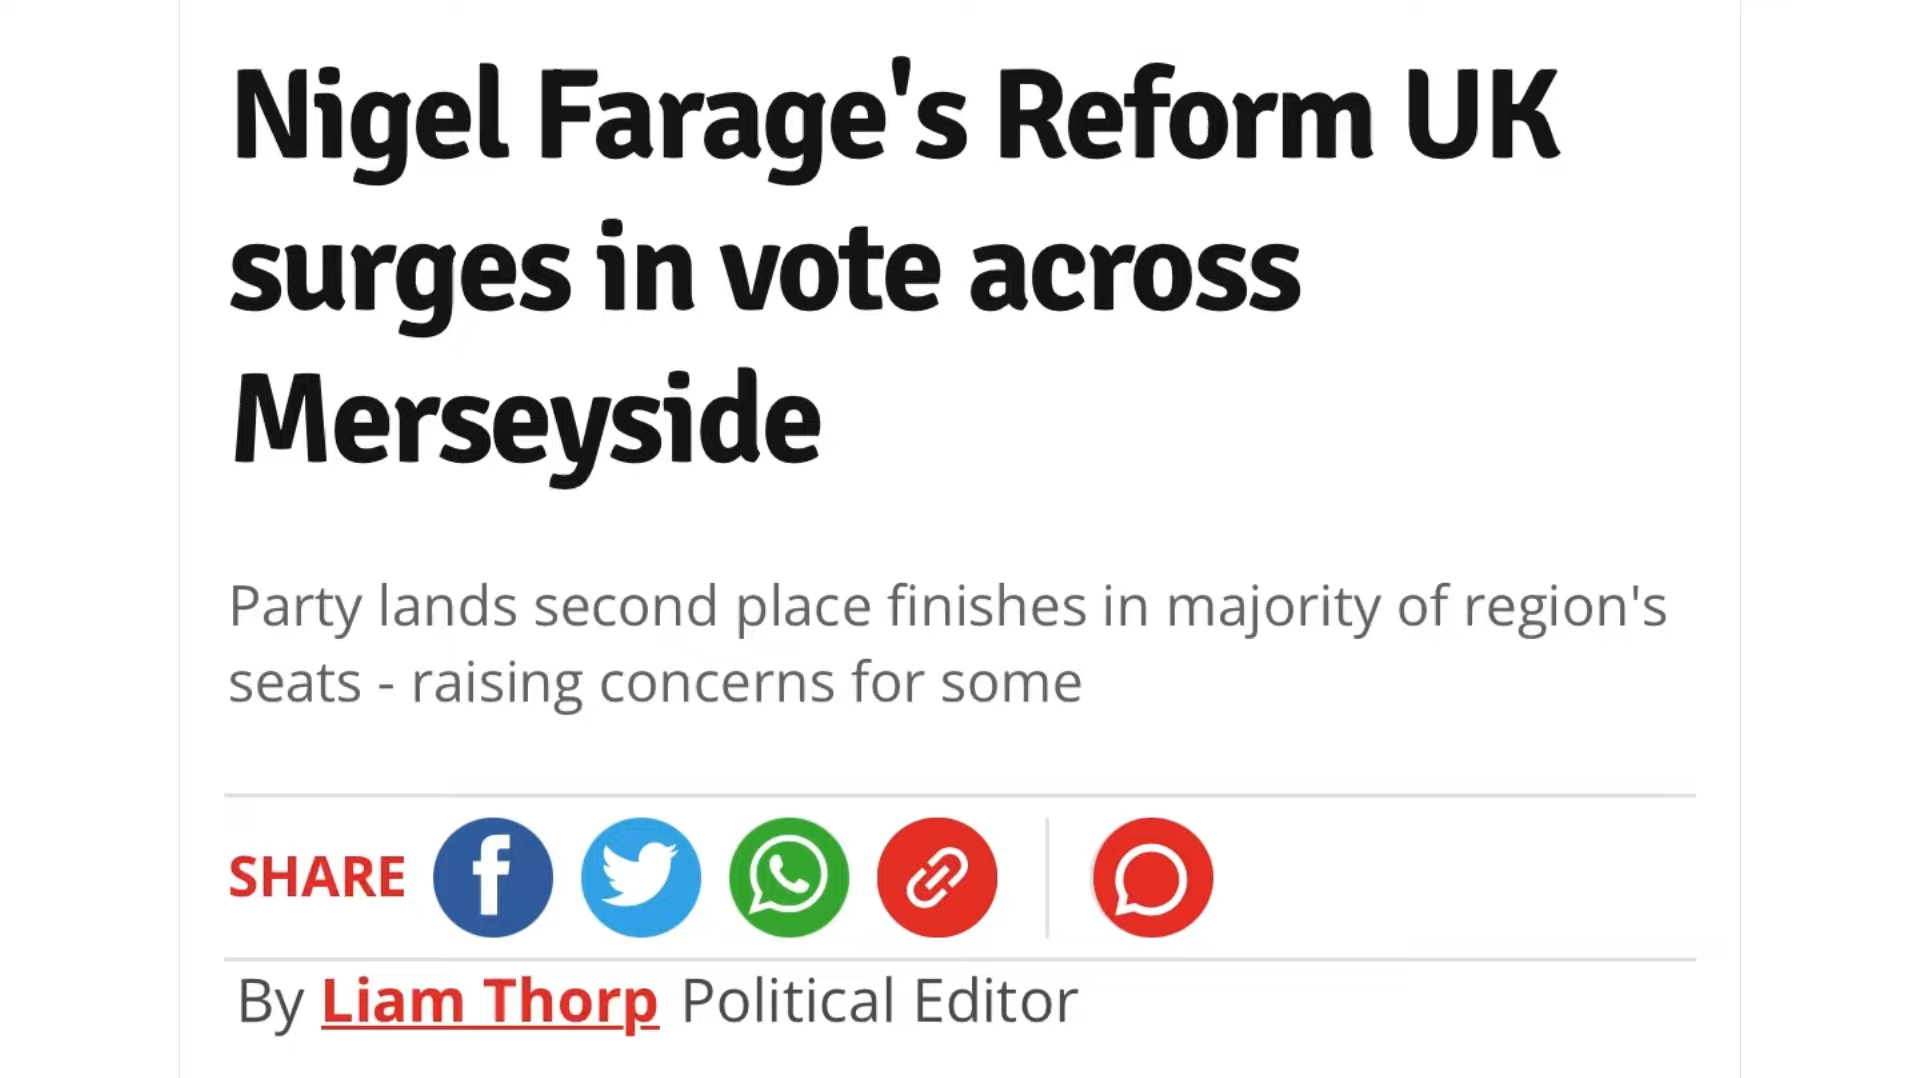 Nigel Farage's Reform UK
surges in vote across
Merseyside
Party lands second place finishes in majority of region's
seats - raising concerns for some
SHARE
By Liam Thorp Political Editor